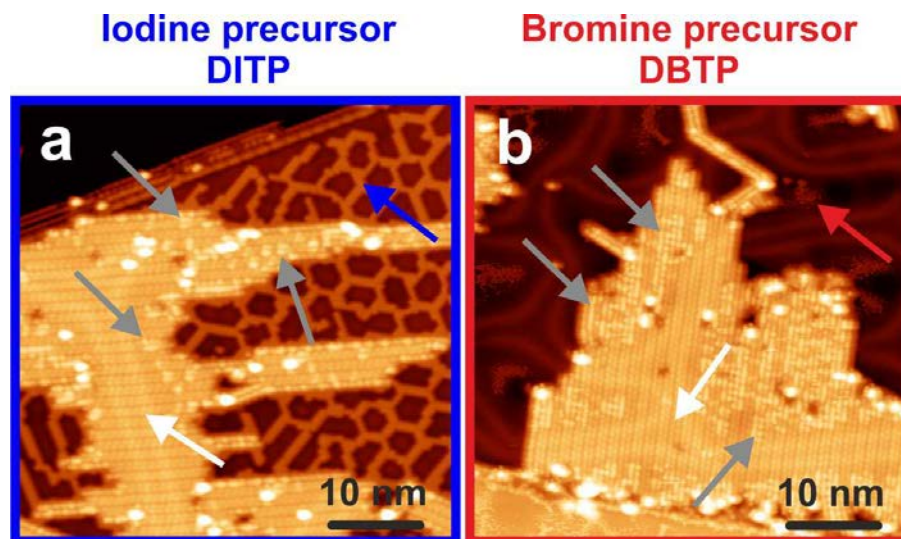 Iodine precursor
DITP
Bromine precursor
DBTP
a
b
10 nm
10 nm